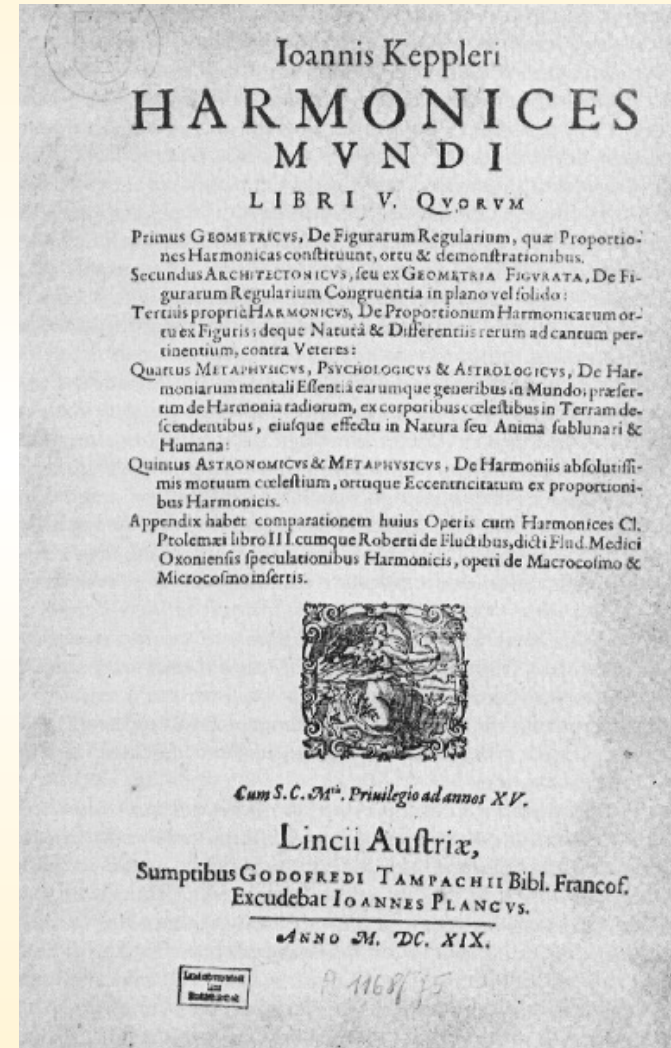 Ioannis Keppleri
HARMONICES
MVNDI
LIBRI V. QVORVM
Primus GEOMETRICVS, De Figurarum Regularium, quæ Proportio-
nes Harmonicas conſtituunt, ortu & demonſtrationibus.
Secundus ARCHITECTONICVS, ſeu ex GEOMETRIA FIGVRATA, De Fi-
gurarum Regularium Congruentia in plano vel ſolido:
Tertius propriè HARMONICVS, De Proportionum Harmonicarum or-
tu ex Figuris; deque Naturâ & Differentiis rerum ad cantum per-
tinentium, contra Veteres:
Quartus METAPHYSICVS, PSYCHOLOGICVS & ASTROLOGICVS, De Har-
moniarum mentali Eſſentiâ earumque generibus in Mundo; præſer-
tim de Harmonia radiorum, ex corporibus cœleſtibus in Terram de-
ſcendentibus, eiuſque effectu in Natura ſeu Anima ſublunari &
Humana:
Quintus ASTRONOMICVS & METAPHYSICVS, De Harmoniis abſolutiſſi-
mis motuum cœleſtium, ortuque Eccentricitatum ex proportioni-
bus Harmonicis.
Appendix habet comparationem huius Operis cum Harmonices Cl.
Ptolemæi libro III. cumque Roberti de Fluctibus, dicti Flud. Medici
Oxonienſis ſpeculationibus Harmonicis, operi de Macrocoſmo &
Microcoſmo inſertis.
Cum S. C. Mtis. Priuilegio ad annos XV.
Lincii Auſtriæ,
Sumptibus GODOFREDI TAMPACHII Bibl. Francof.
Excudebat IOANNES PLANCVS.
ANNO M. DC. XIX.
1168/75